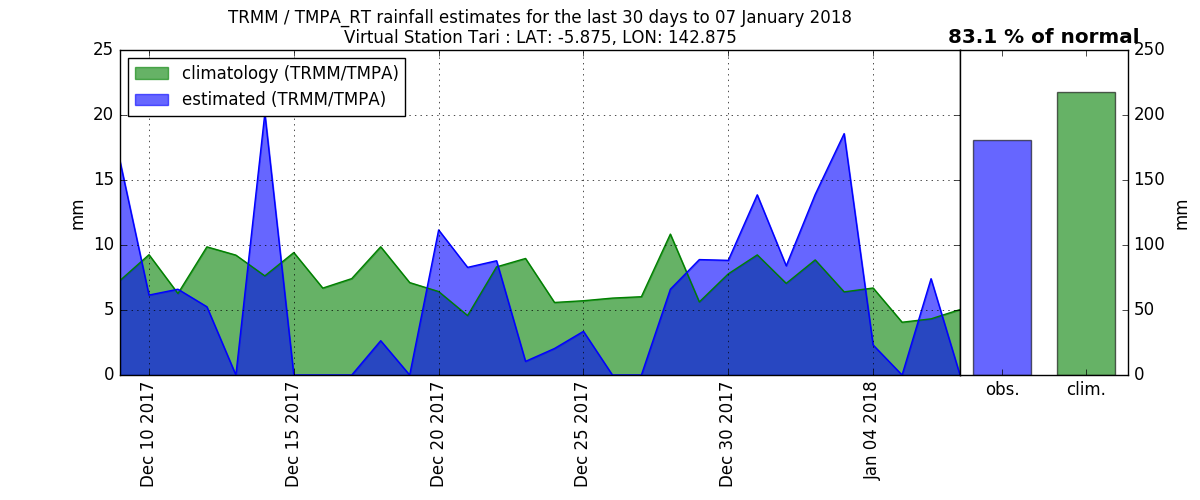 TRMM / TMPA_RT rainfall estimates for the last 30 days to 07 January 2018
Virtual Station Tari : LAT: -5.875, LON: 142.875
83.1 % of normal
climatology (TRMM/TMPA)
estimated (TRMM/TMPA)
25
20
15
10
5
0
mm
Dec 10 2017
Dec 15 2017
Dec 20 2017
Dec 25 2017
Dec 30 2017
Jan 04 2018
obs.
clim.
250
200
150
100
50
0
mm